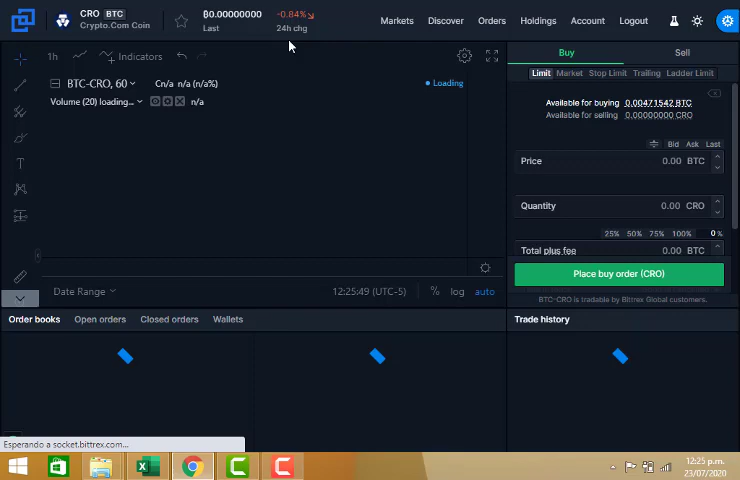 CRO BTC ₿0.00000000 -0.84%
Crypto.Com Coin Last 24h chg
Markets Discover Orders Holdings Account Logout
1h Indicators
BTC-CRO, 60 Cn/a n/a (n/a%) Loading
Volume (20) loading... n/a
Date Range 12:25:49 (UTC-5) % log auto
Buy Sell
Limit Market Stop Limit Trailing Ladder Limit
Available for buying 0.00471542 BTC
Available for selling 0.00000000 CRO
Bid Ask Last
Price 0.00 BTC
Quantity 0.00 CRO
25% 50% 75% 100% 0 %
Total plus fee 0.00 BTC
Place buy order (CRO)
BTC-CRO is tradable by Bittrex Global customers.
Order books Open orders Closed orders Wallets
Trade history
Esperando a socket.bittrex.com...
12:25 p.m.
23/07/2020